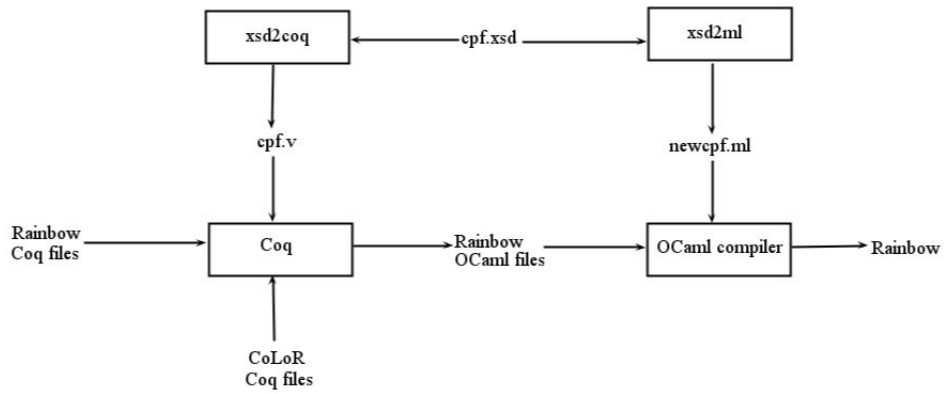 xsd2coq
cpf.xsd
xsd2ml
cpf.v
newcpf.ml
Rainbow
Coq files
Coq
Rainbow
OCaml files
OCaml compiler
Rainbow
CoLoR
Coq files